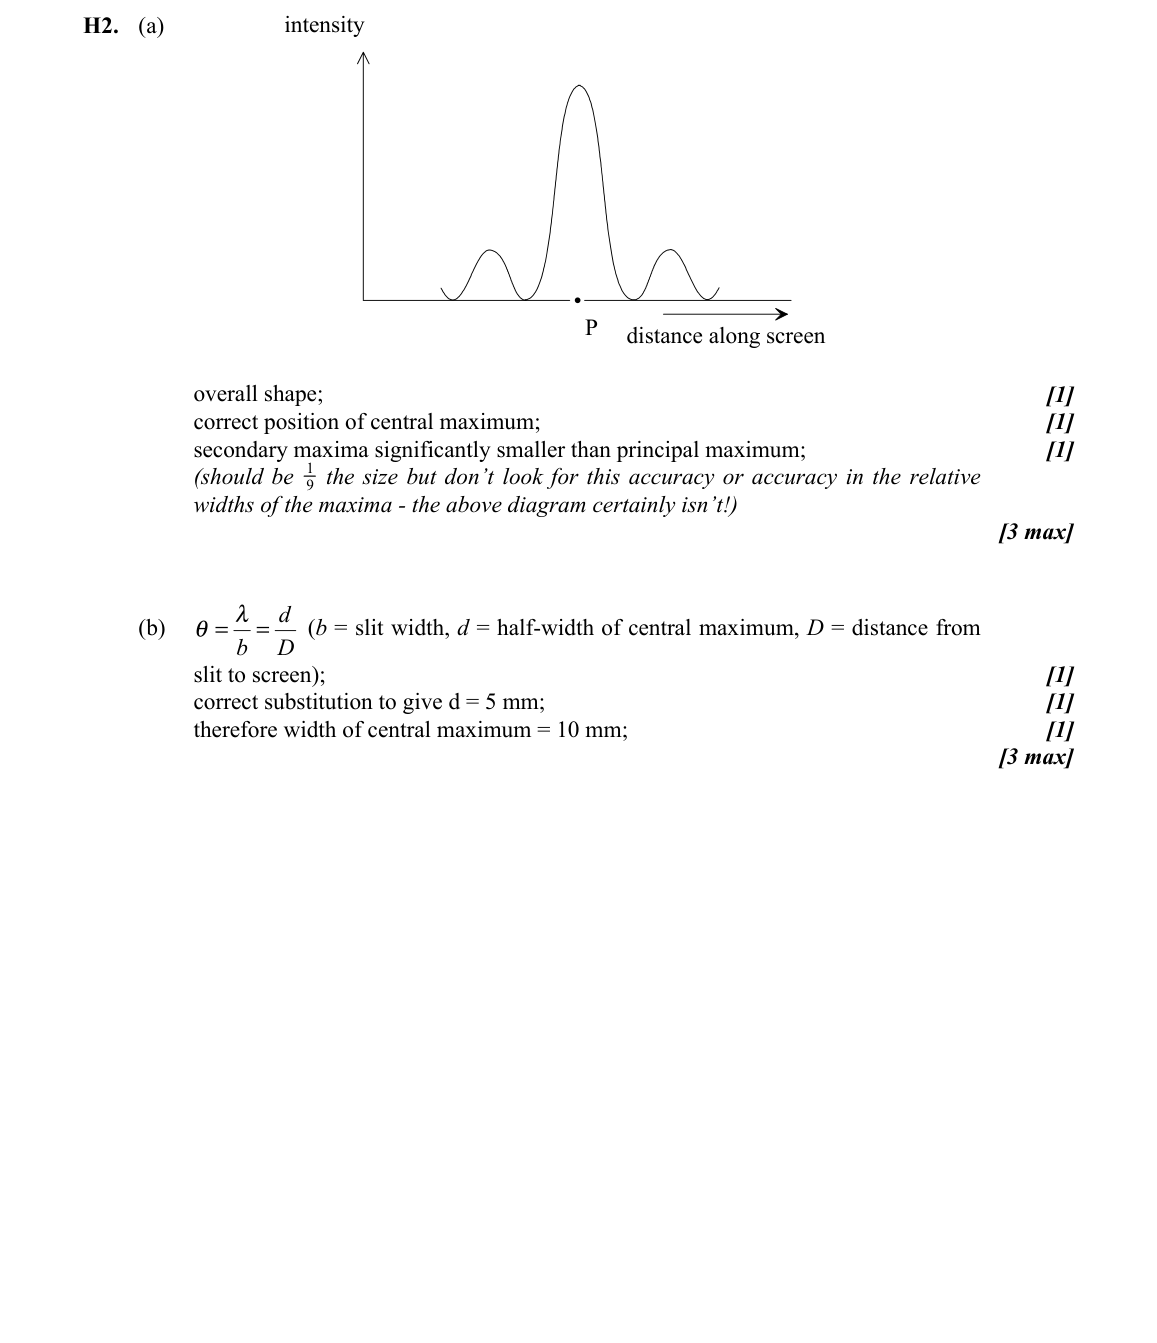 H2. (a) intensity
P
distance along screen
overall shape; [1]
correct position of central maximum; [1]
secondary maxima significantly smaller than principal maximum; [1]
(should be 1/9 the size but don't look for this accuracy or accuracy in the relative
widths of the maxima - the above diagram certainly isn't!)
[3 max]
(b) θ = λ/b = d/D (b = slit width, d = half-width of central maximum, D = distance from
slit to screen); [1]
correct substitution to give d = 5 mm; [1]
therefore width of central maximum = 10 mm; [1]
[3 max]